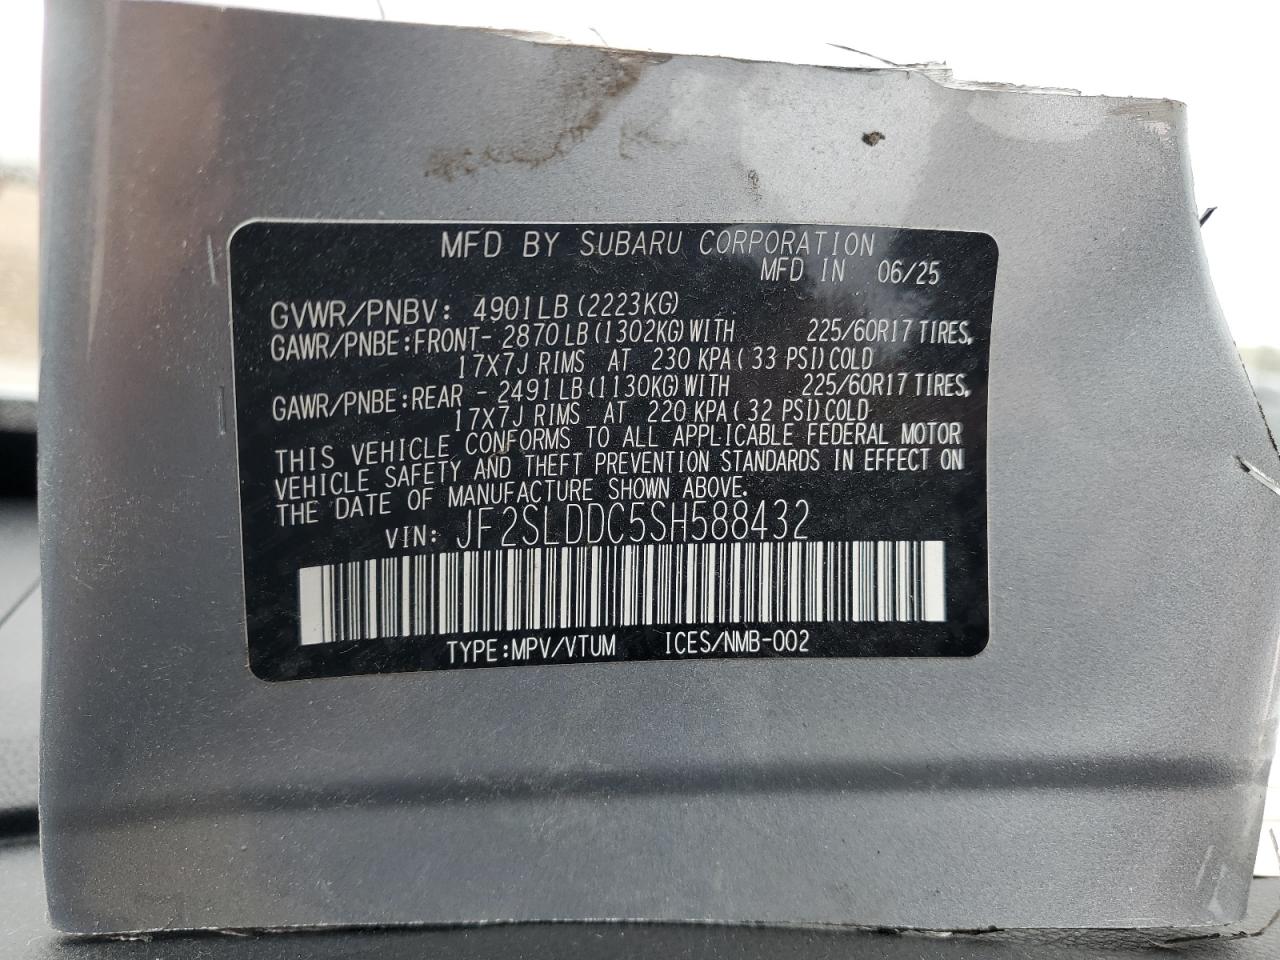 MFD BY SUBARU CORPORATION
MFD IN 06/25
GVWR/PNBV: 4901LB (2223KG)
GAWR/PNBE:FRONT- 2870LB (1302KG) WITH 225/60R17 TIRES,
17X7J RIMS AT 230 KPA ( 33 PSI) COLD
GAWR/PNBE:REAR - 2491LB (1130KG) WITH 225/60R17 TIRES,
17X7J RIMS AT 220 KPA ( 32 PSI) COLD
THIS VEHICLE CONFORMS TO ALL APPLICABLE FEDERAL MOTOR
VEHICLE SAFETY AND THEFT PREVENTION STANDARDS IN EFFECT ON
THE DATE OF MANUFACTURE SHOWN ABOVE.
VIN: JF2SLDDC5SH588432
TYPE:MPV/VTUM ICES/NMB-002